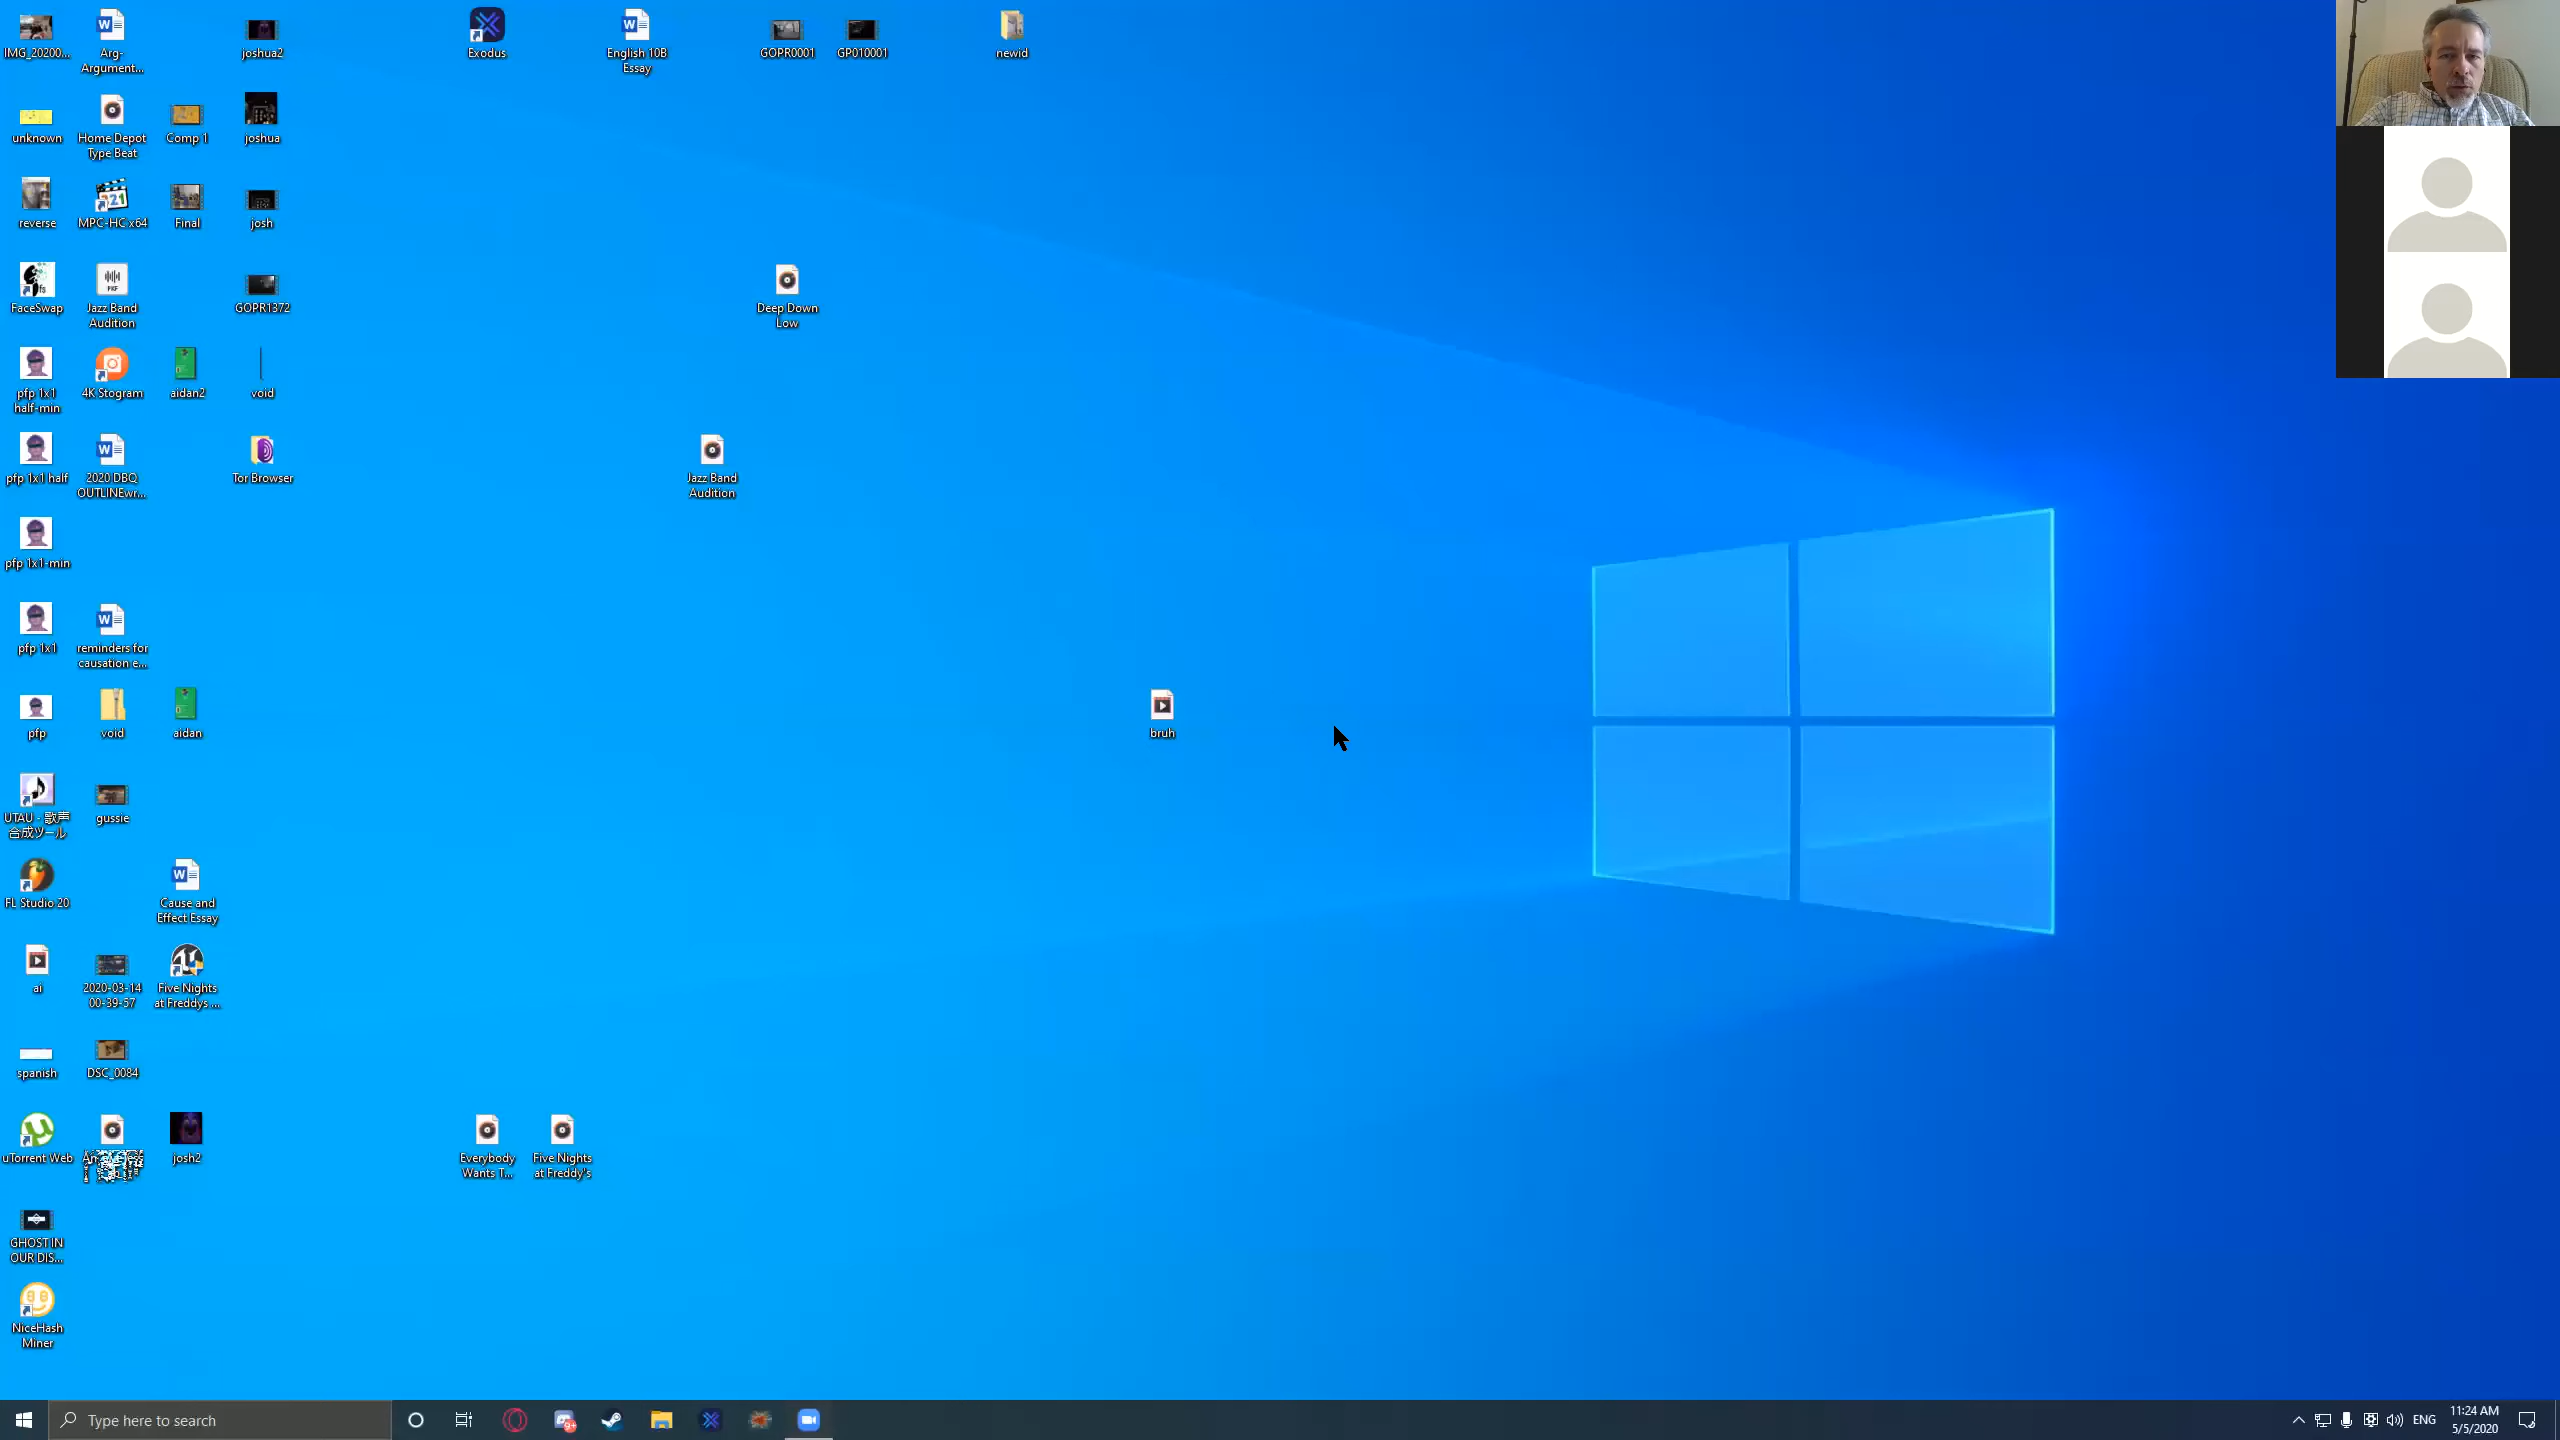 IMG_20200...
Arg-
Argument...
joshua2
Exodus
English 10B
Essay
GOPR0001
GP010001
newid
unknown
Home Depot
Type Beat
Comp 1
joshua
reverse
MPC-HC x64
Final
josh
FaceSwap
Jazz Band
Audition
GOPR1372
Deep Down
Low
pfp 1x1
half-min
4K Stogram
aidan2
void
pfp 1x1 half
2020 DBQ
OUTLINEwr...
Tor Browser
Jazz Band
Audition
pfp 1x1-min
pfp 1x1
reminders for
causation e...
pfp
void
aidan
bruh
UTAU - 歌声
合成ツール
gussie
FL Studio 20
Cause and
Effect Essay
ai
2020-03-14
00-39-57
Five Nights
at Freddys ...
spanish
DSC_0084
uTorrent Web
josh2
Everybody
Wants T...
Five Nights
at Freddy's
GHOST IN
OUR DIS...
NiceHash
Miner
Type here to search
9+
ENG
11:24 AM
5/5/2020